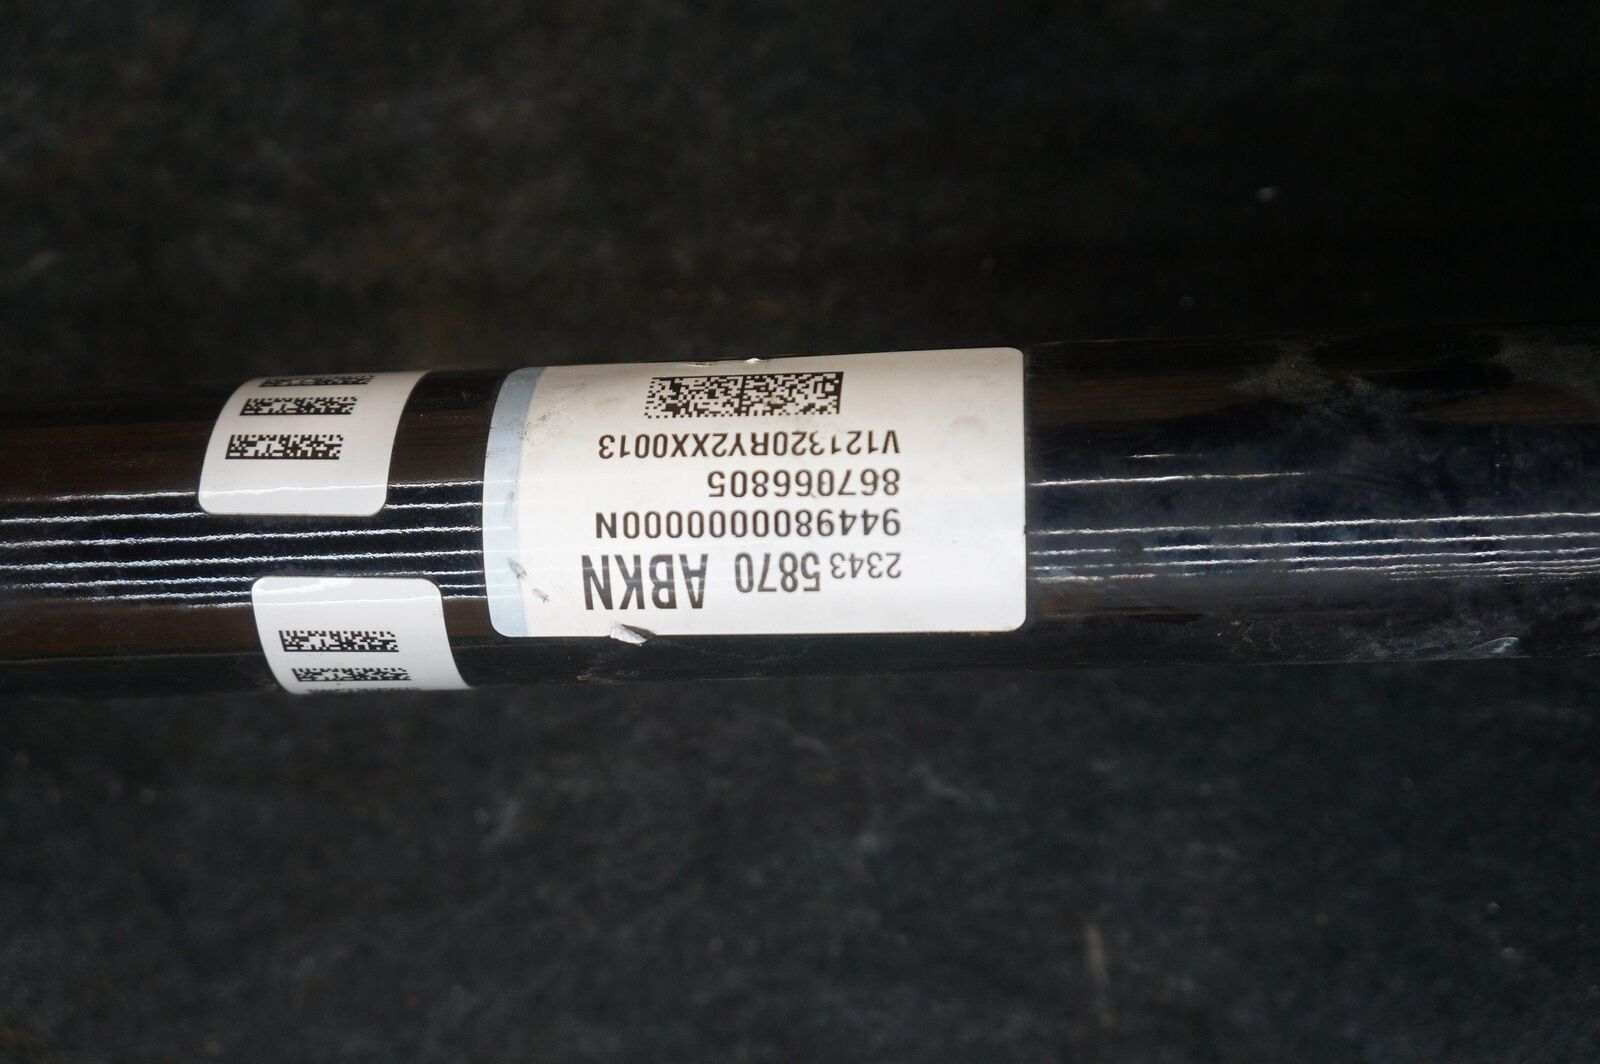 2343 5870 ABKN
94498000000000N
867066805
V121320RY2XX0013